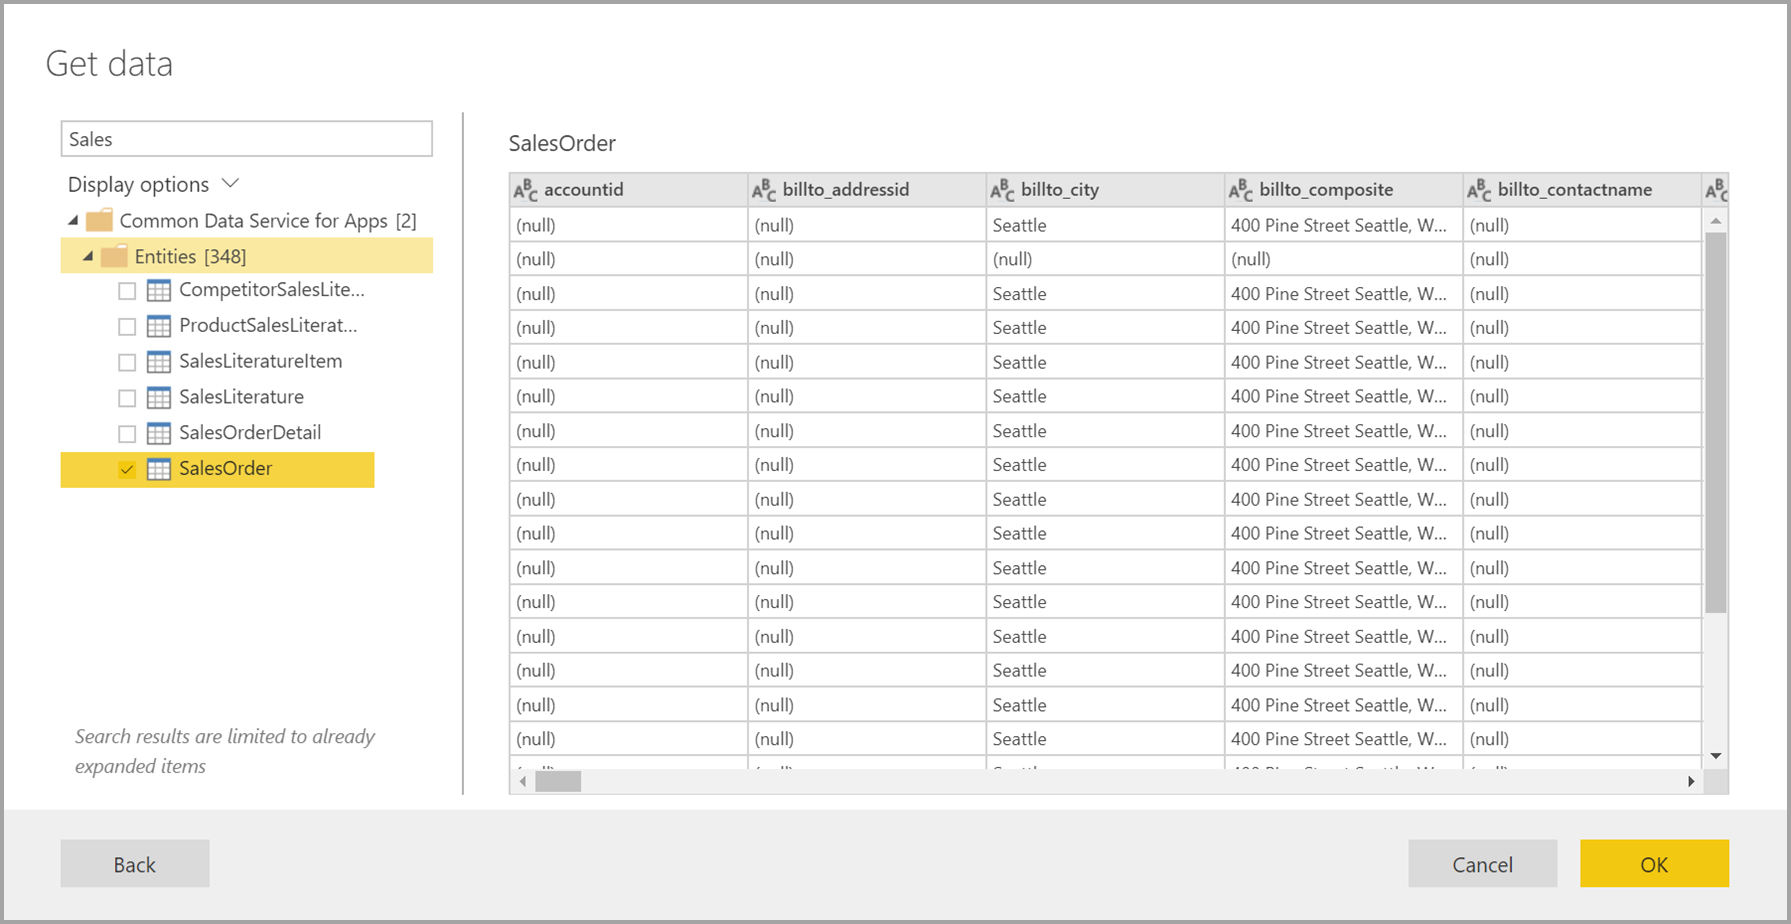 Get data
Sales
Display options
Common Data Service for Apps [2]
Entities [348]
CompetitorSalesLite...
ProductSalesLiterat...
SalesLiteratureItem
SalesLiterature
SalesOrderDetail
SalesOrder
Search results are limited to already
expanded items
SalesOrder
ABC accountid ABC billto_addressid ABC billto_city ABC billto_composite ABC billto_contactname ABC
(null) (null) Seattle 400 Pine Street Seattle, W... (null)
(null) (null) (null) (null) (null)
(null) (null) Seattle 400 Pine Street Seattle, W... (null)
(null) (null) Seattle 400 Pine Street Seattle, W... (null)
(null) (null) Seattle 400 Pine Street Seattle, W... (null)
(null) (null) Seattle 400 Pine Street Seattle, W... (null)
(null) (null) Seattle 400 Pine Street Seattle, W... (null)
(null) (null) Seattle 400 Pine Street Seattle, W... (null)
(null) (null) Seattle 400 Pine Street Seattle, W... (null)
(null) (null) Seattle 400 Pine Street Seattle, W... (null)
(null) (null) Seattle 400 Pine Street Seattle, W... (null)
(null) (null) Seattle 400 Pine Street Seattle, W... (null)
(null) (null) Seattle 400 Pine Street Seattle, W... (null)
(null) (null) Seattle 400 Pine Street Seattle, W... (null)
(null) (null) Seattle 400 Pine Street Seattle, W... (null)
(null) (null) Seattle 400 Pine Street Seattle, W... (null)
Back
Cancel
OK